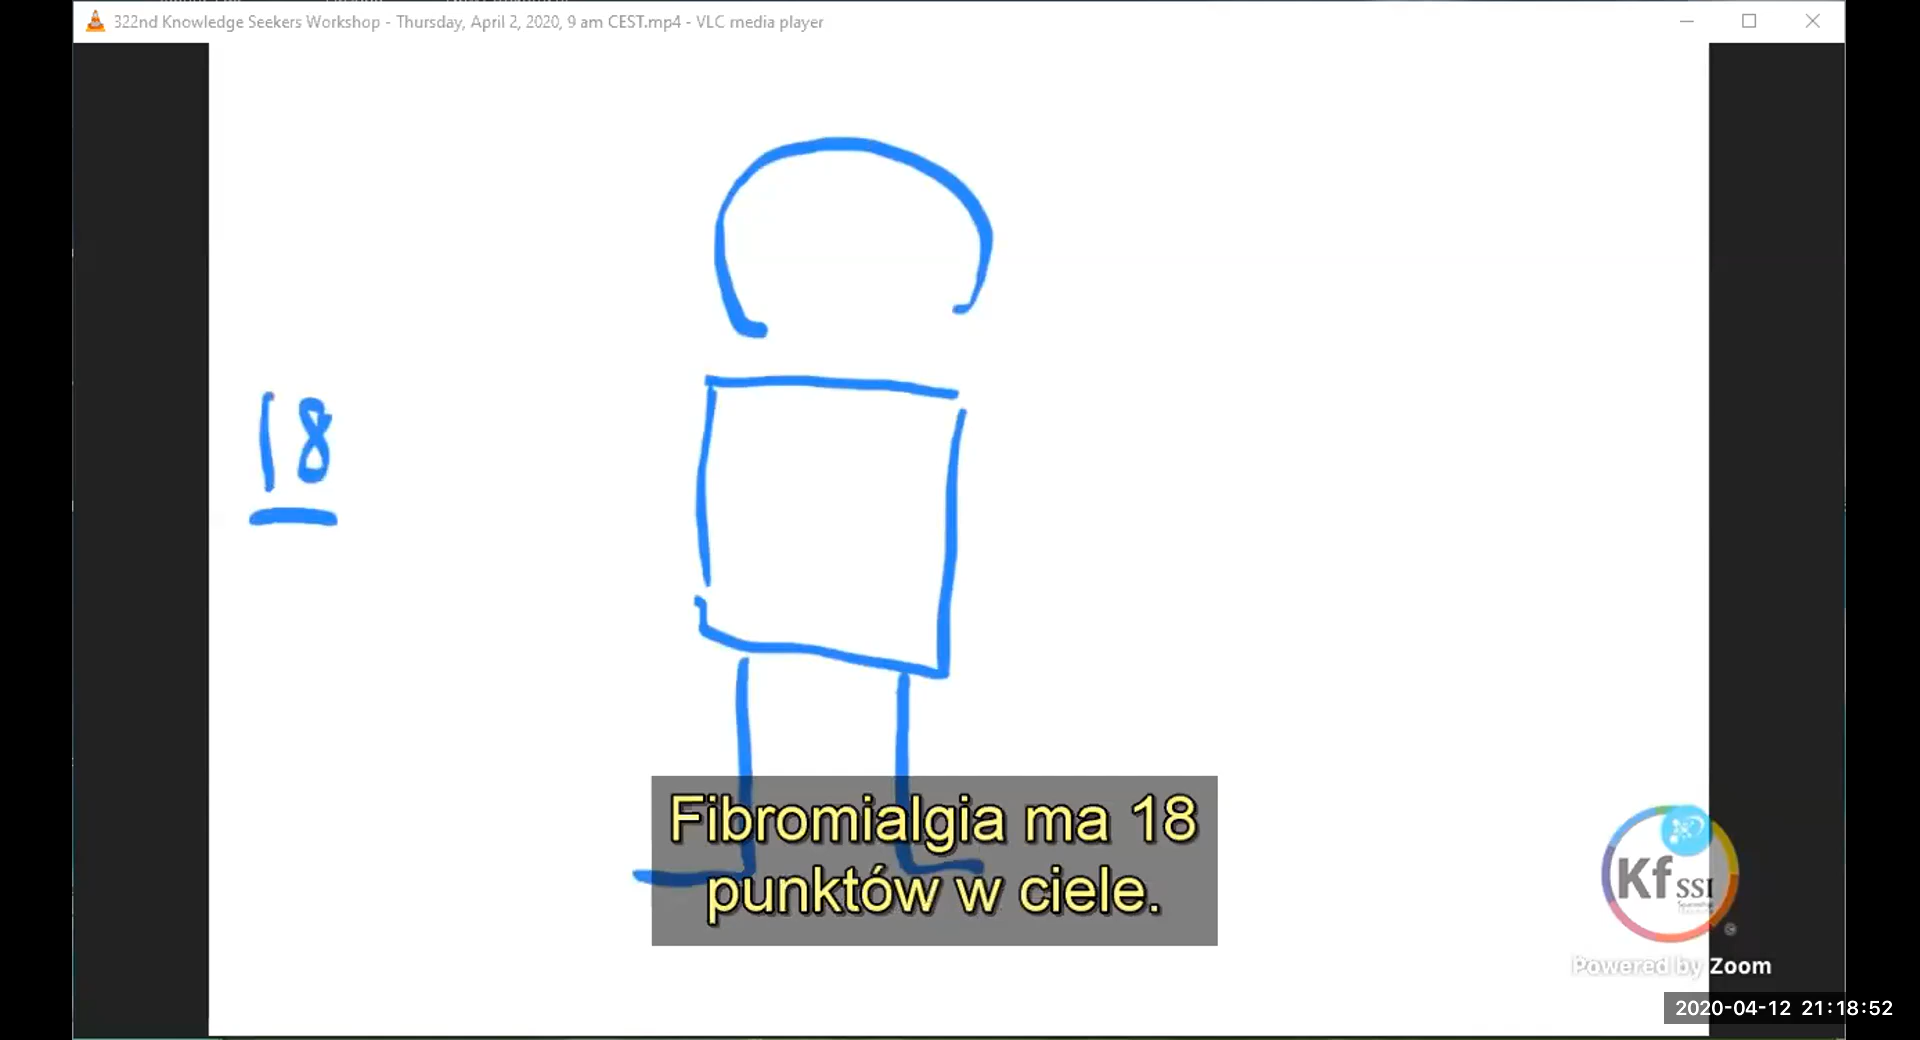 322nd Knowledge Seekers Workshop - Thursday, April 2, 2020, 9 am CEST.mp4 - VLC media player
18
Fibromialgia ma 18
punktów w ciele.
Kf SSI
Powered by Zoom
2020-04-12 21:18:52